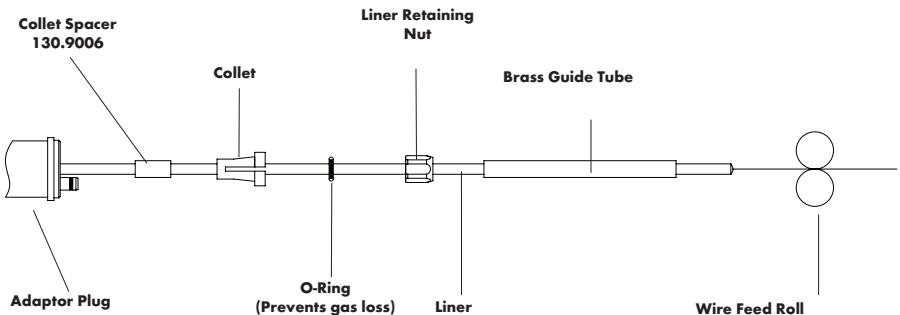 Collet Spacer
130.9006
Collet
Liner Retaining
Nut
Brass Guide Tube
Adaptor Plug
O-Ring
(Prevents gas loss)
Liner
Wire Feed Roll